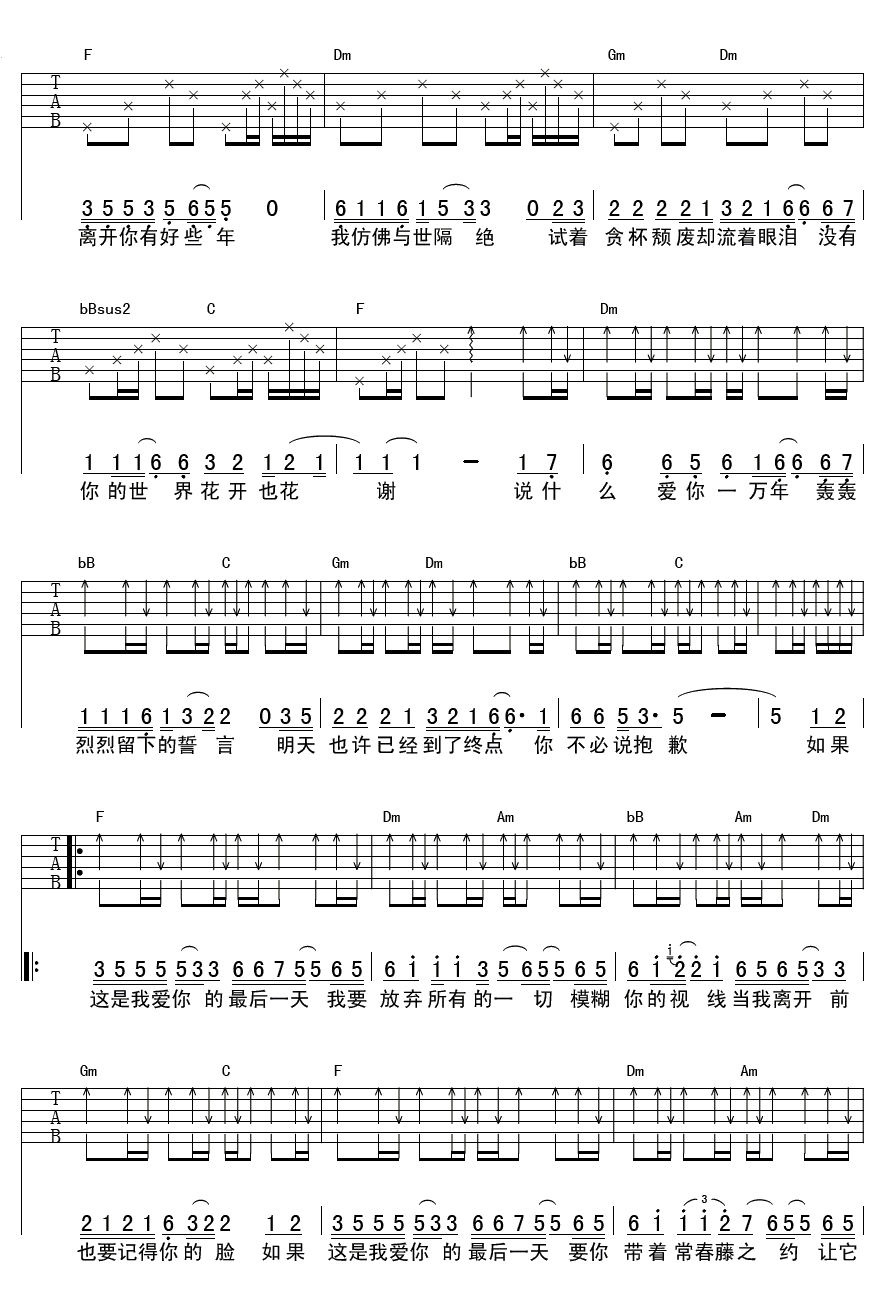 F Dm Gm Dm
T
A
B
3 5 5 3 5 6 5 5 0 6 1 1 6 1 5 3 3 0 2 3 2 2 2 2 1 3 2 1 6 6 6 7
离开你有好些年 我仿佛与世隔绝 试着贪杯颓废却流着眼泪 没有
bBsus2 C F Dm
T
A
B
1 1 1 6 6 3 2 1 2 1 1 1 1 - 1 7 6 6 5 6 1 6 6 6 7
你的世界花开也花谢 说什么爱你一万年 轰轰
bB C Gm Dm bB C
T
A
B
1 1 1 6 1 3 2 2 0 3 5 2 2 2 1 3 2 1 6 6· 1 6 6 5 3· 5 - 5 1 2
烈烈留下的誓言 明天也许已经到了终点 你不必说抱歉 如果
F Dm Am bB Am Dm
T
A
B
3 5 5 5 5 3 3 6 6 7 5 5 6 5 6 1 1 1 3 5 6 5 5 6 5 6 1 i 2 2 1 6 5 6 5 3 3
这是我爱你的最后一天 我要放弃所有的一切 模糊你的视线当我离开前
Gm C F Dm Am
T
A
B
2 1 2 1 6 3 2 2 1 2 3 5 5 5 5 3 3 6 6 7 5 5 6 5 6 1 3 1 1 2 7 6 5 5 6 5
也要记得你的脸 如果这是我爱你的最后一天 要你带着常春藤之约 让它